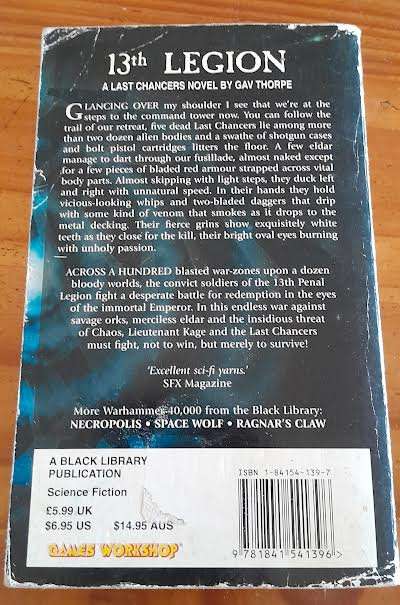 13th LEGION
A LAST CHANCERS NOVEL BY GAV THORPE
GLANCING OVER my shoulder I see that we're at the
steps to the command tower now. You can follow the
trail of our retreat, five dead Last Chancers lie among more
than two dozen alien bodies and a swathe of shotgun cases
and bolt pistol cartridges litters the floor. A few eldar
manage to dart through our fusillade, almost naked except
for a few pieces of bladed red armour strapped across vital
body parts. Almost skipping with light steps, they duck left
and right with unnatural speed. In their hands they hold
vicious-looking whips and two-bladed daggers that drip
with some kind of venom that smokes as it drops to the
metal decking. Their fierce grins show exquisitely white
teeth as they close for the kill, their bright oval eyes burning
with unholy passion.
ACROSS A HUNDRED blasted war-zones upon a dozen
bloody worlds, the convict soldiers of the 13th Penal
Legion fight a desperate battle for redemption in the eyes
of the immortal Emperor. In this endless war against
savage orks, merciless eldar and the insidious threat
of Chaos, Lieutenant Kage and the Last Chancers
must fight, not to win, but merely to survive!
'Excellent sci-fi yarns.'
SFX Magazine
More Warhammer 40,000 from the Black Library:
NECROPOLIS • SPACE WOLF • RAGNAR'S CLAW
A BLACK LIBRARY
PUBLICATION
Science Fiction
£5.99 UK
$6.95 US $14.95 AUS
GAMES WORKSHOP
ISBN 1-84154-139-7
9 781841 541396>